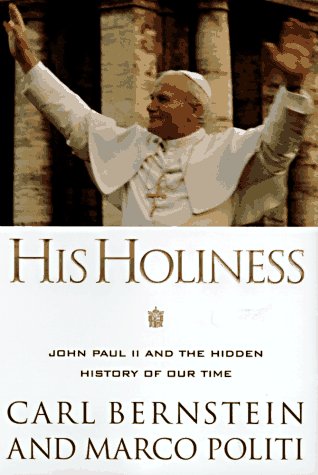 HIS HOLINESS
JOHN PAUL II AND THE HIDDEN
HISTORY OF OUR TIME
CARL BERNSTEIN
AND MARCO POLITI